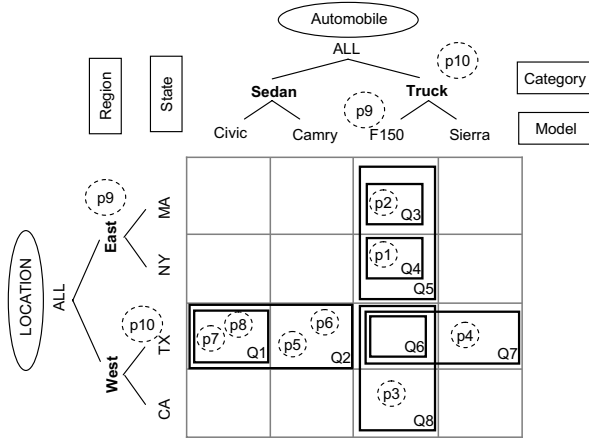 Automobile
ALL
p10
Region
State
Category
Sedan
Truck
p9
Model
Civic
Camry
F150
Sierra
p9
MA
p2
Q3
East
NY
p1
Q4
Q5
LOCATION
ALL
p10
TX
p7
p8
Q1
p5
p6
Q2
Q6
p4
Q7
West
CA
p3
Q8